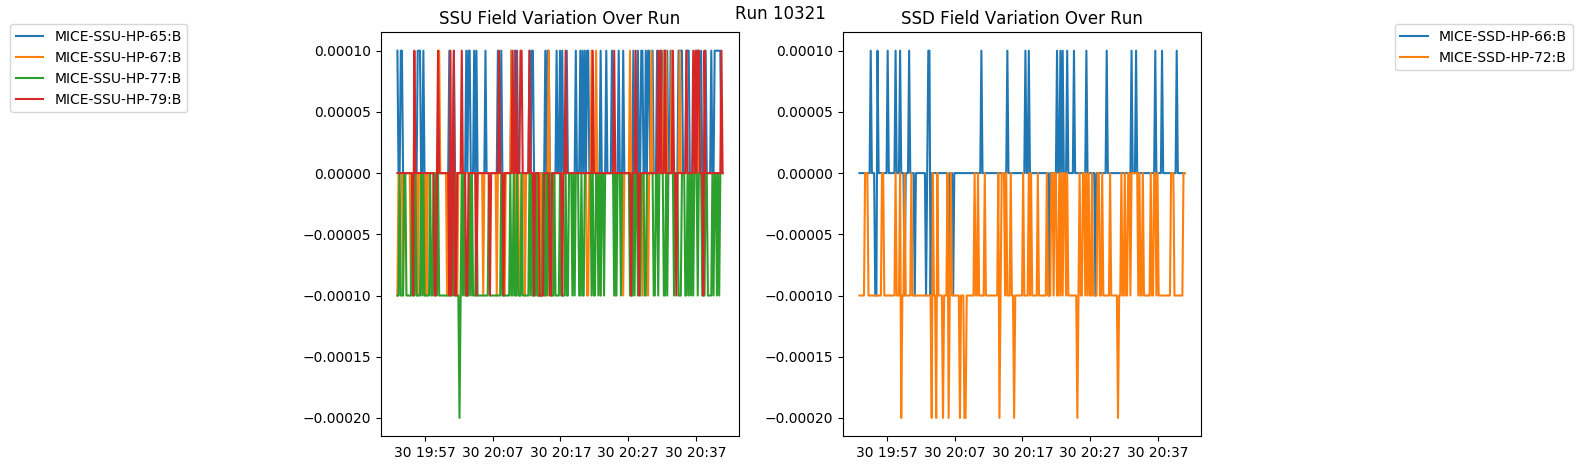 Run 10321
MICE-SSU-HP-65:B
MICE-SSU-HP-67:B
MICE-SSU-HP-77:B
MICE-SSU-HP-79:B
SSU Field Variation Over Run
0.00010
0.00005
0.00000
−0.00005
−0.00010
−0.00015
−0.00020
30 19:57 30 20:07 30 20:17 30 20:27 30 20:37
SSD Field Variation Over Run
0.00010
0.00005
0.00000
−0.00005
−0.00010
−0.00015
−0.00020
30 19:57 30 20:07 30 20:17 30 20:27 30 20:37
MICE-SSD-HP-66:B
MICE-SSD-HP-72:B